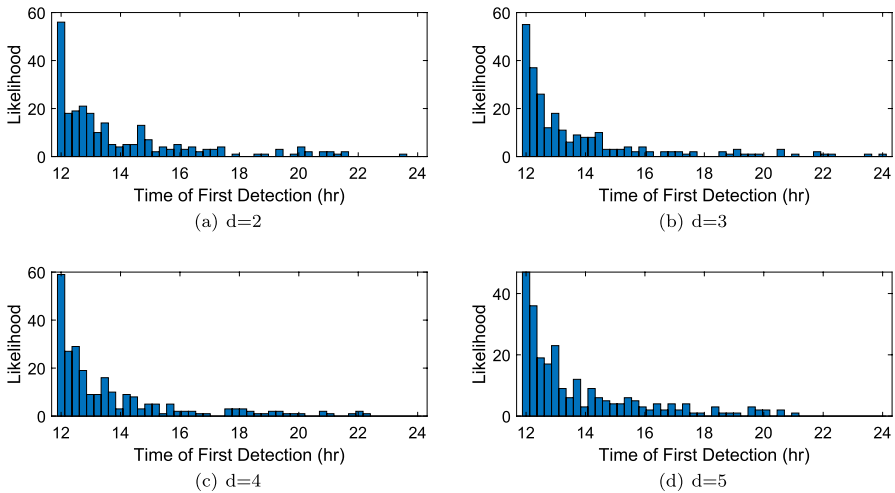 60
40
20
0
Likelihood
12 14 16 18 20 22 24
Time of First Detection (hr)
(a) d=2
60
40
20
0
Likelihood
12 14 16 18 20 22 24
Time of First Detection (hr)
(b) d=3
60
40
20
0
Likelihood
12 14 16 18 20 22 24
Time of First Detection (hr)
(c) d=4
40
20
0
Likelihood
12 14 16 18 20 22 24
Time of First Detection (hr)
(d) d=5